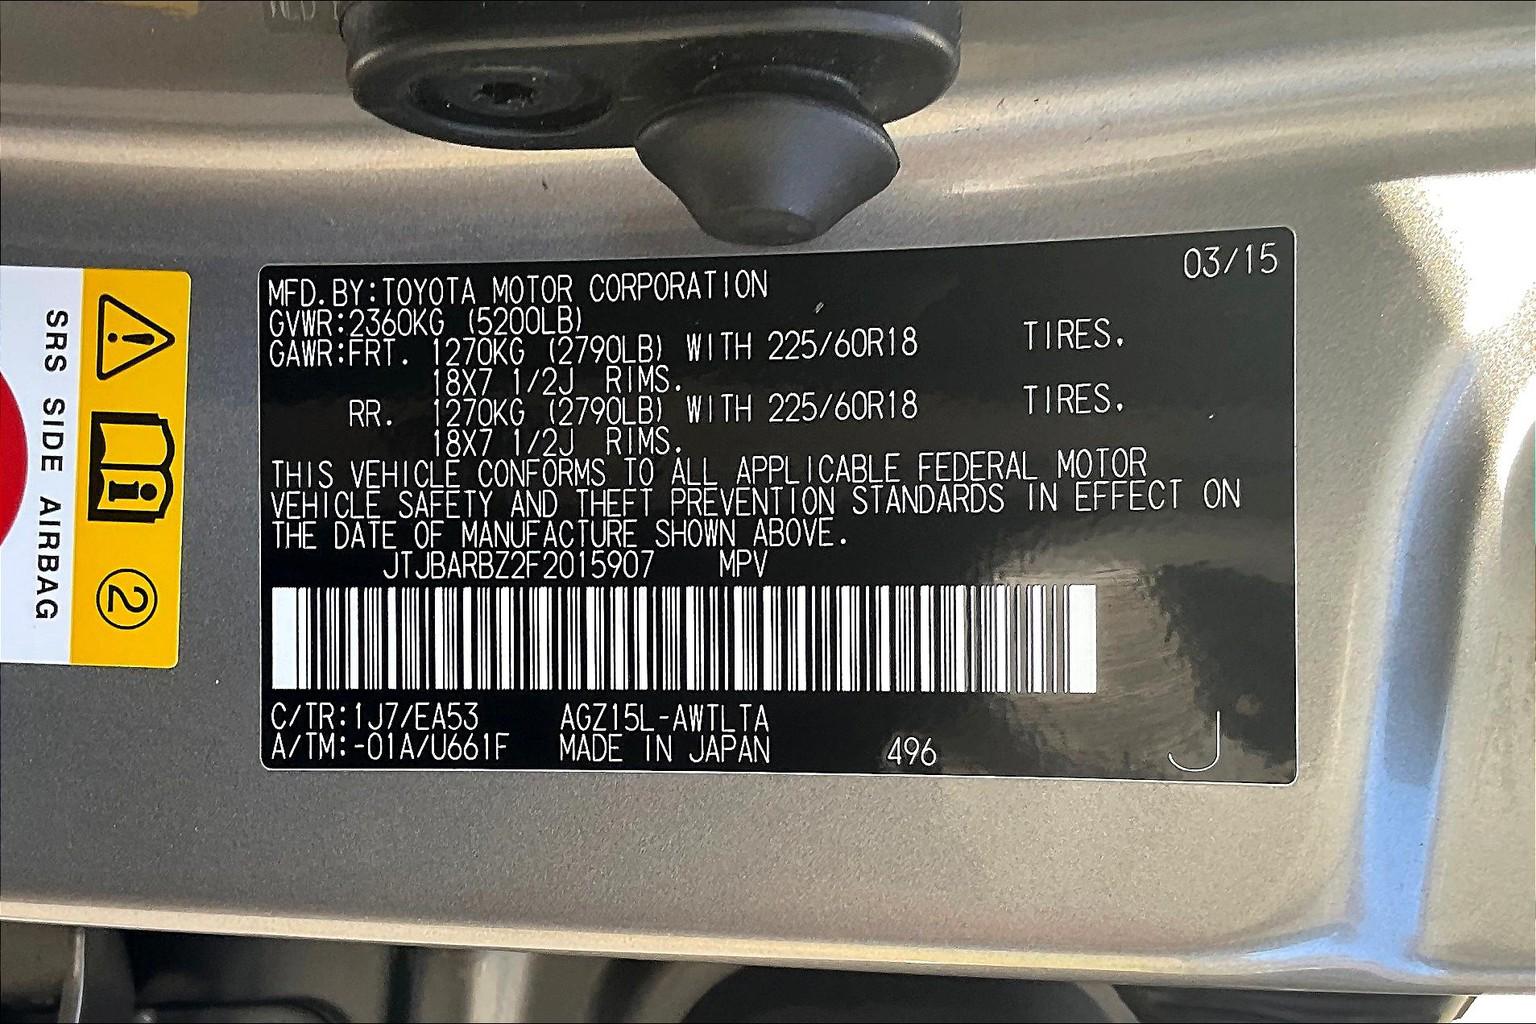 03/15
MFD.BY:TOYOTA MOTOR CORPORATION
GVWR:2360KG (5200LB)
GAWR:FRT. 1270KG (2790LB) WITH 225/60R18 TIRES.
18X7 1/2J RIMS.
RR. 1270KG (2790LB) WITH 225/60R18 TIRES.
18X7 1/2J RIMS.
THIS VEHICLE CONFORMS TO ALL APPLICABLE FEDERAL MOTOR
VEHICLE SAFETY AND THEFT PREVENTION STANDARDS IN EFFECT ON
THE DATE OF MANUFACTURE SHOWN ABOVE.
JTJBARBZ2F2015907 MPV
C/TR:1J7/EA53 AGZ15L-AWTLTA
A/TM:-01A/U661F MADE IN JAPAN 496 J
SRS SIDE AIRBAG
2